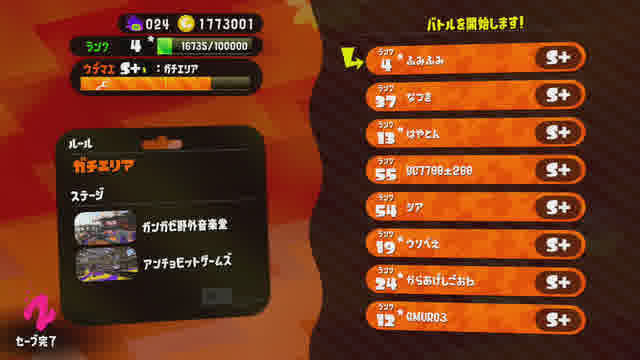 024 1773001
ランク 4* 16735/100000
ウデマエ S+ : ガチエリア
ルール
ガチエリア
ステージ
ガンガゼ野外音楽堂
アンチョビットゲームズ
セーブ完了
バトルを開始します!
ランク 4* ふみふみ S+
ランク 37 なつき S+
ランク 13* はやとん S+
ランク 55 S+
ランク 54 シア S+
ランク 19* ウリべえ S+
ランク 24* からあげしごおわ S+
ランク 12* S+